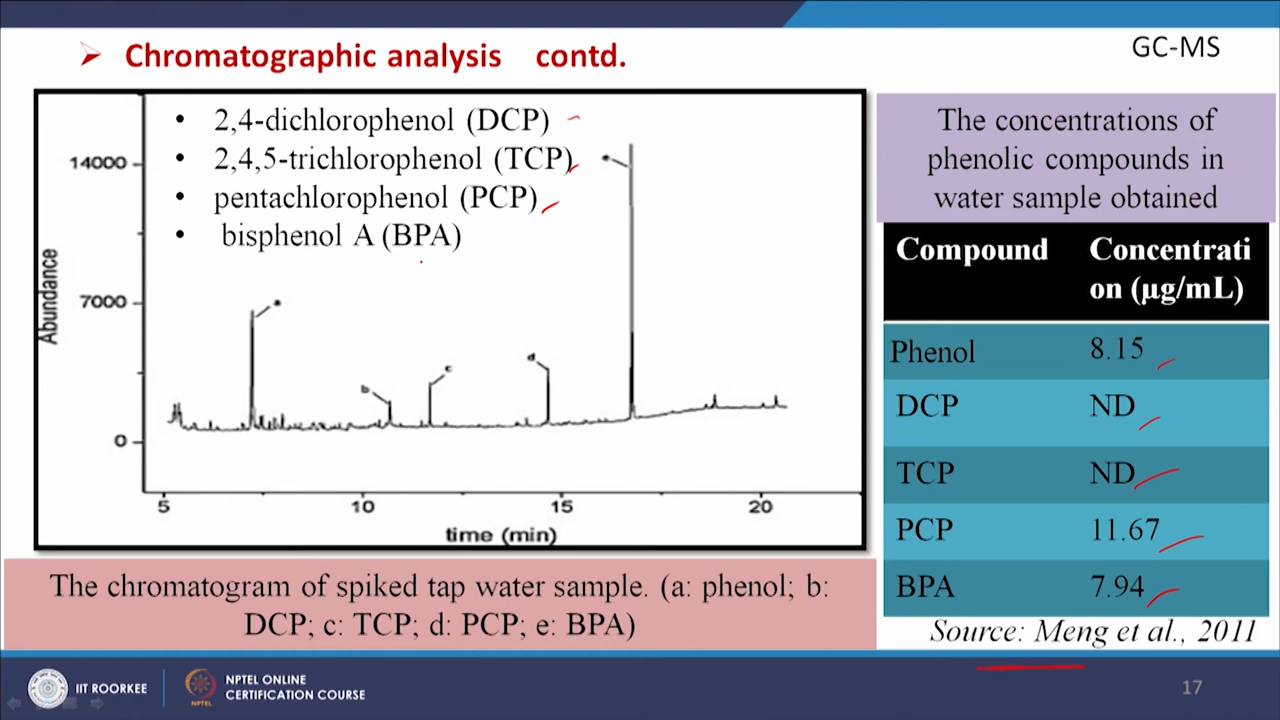 Chromatographic analysis contd.
GC-MS
• 2,4-dichlorophenol (DCP)
• 2,4,5-trichlorophenol (TCP)
• pentachlorophenol (PCP)
• bisphenol A (BPA)
14000
7000
0
Abundance
a
b
c
d
e
5 10 15 20
time (min)
The chromatogram of spiked tap water sample. (a: phenol; b:
DCP; c: TCP; d: PCP; e: BPA)
The concentrations of
phenolic compounds in
water sample obtained
Compound Concentrati
on (µg/mL)
Phenol 8.15
DCP ND
TCP ND
PCP 11.67
BPA 7.94
Source: Meng et al., 2011
IIT ROORKEE
NPTEL
NPTEL ONLINE
CERTIFICATION COURSE
17